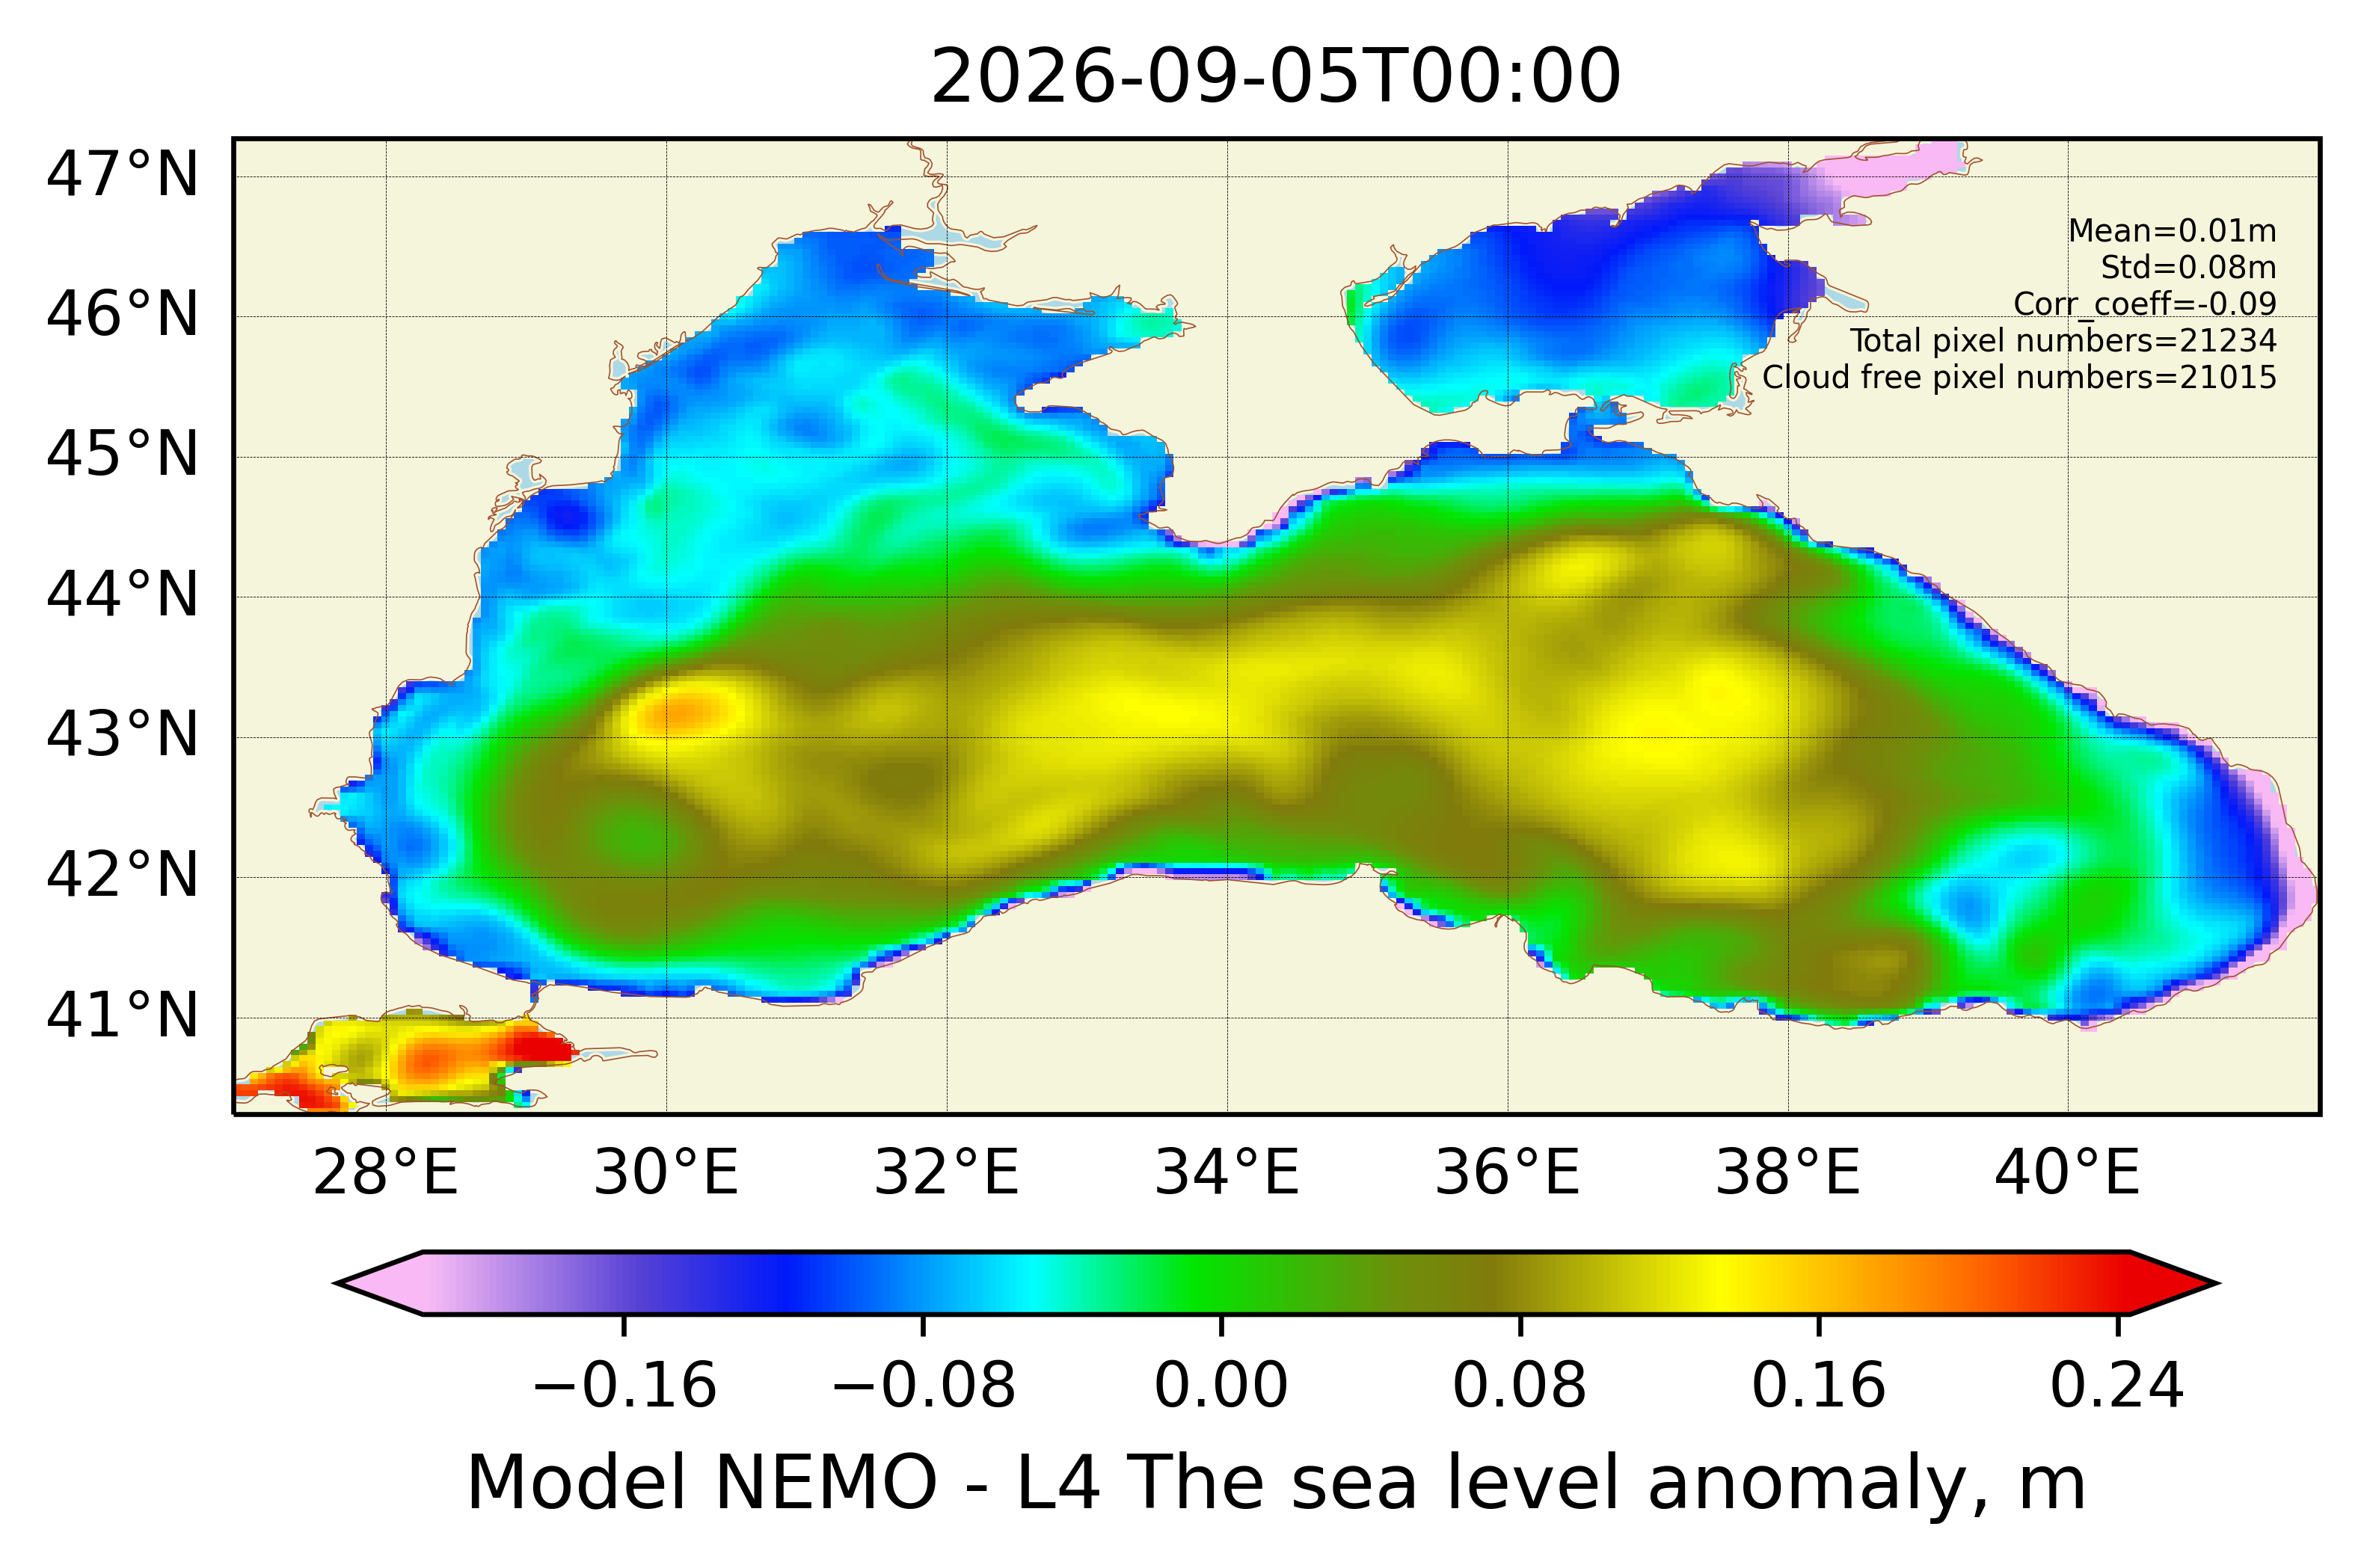 2026-09-05T00:00
47°N
46°N
45°N
44°N
43°N
42°N
41°N
Mean=0.01m
Std=0.08m
Corr_coeff=-0.09
Total pixel numbers=21234
Cloud free pixel numbers=21015
28°E 30°E 32°E 34°E 36°E 38°E 40°E
−0.16 −0.08 0.00 0.08 0.16 0.24
Model NEMO - L4 The sea level anomaly, m